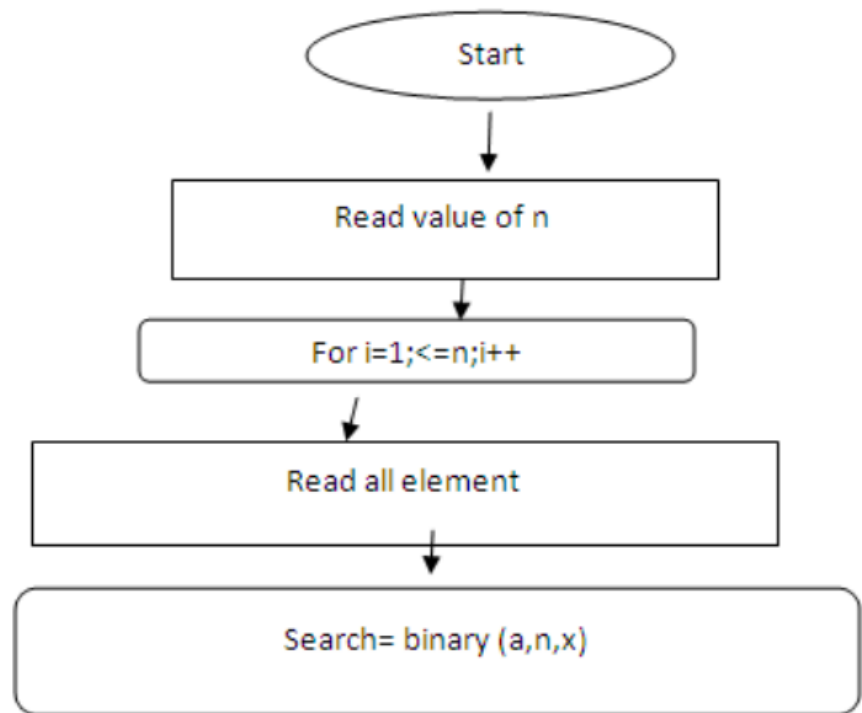 Start
Read value of n
For i=1;<=n;i++
Read all element
Search= binary (a,n,x)